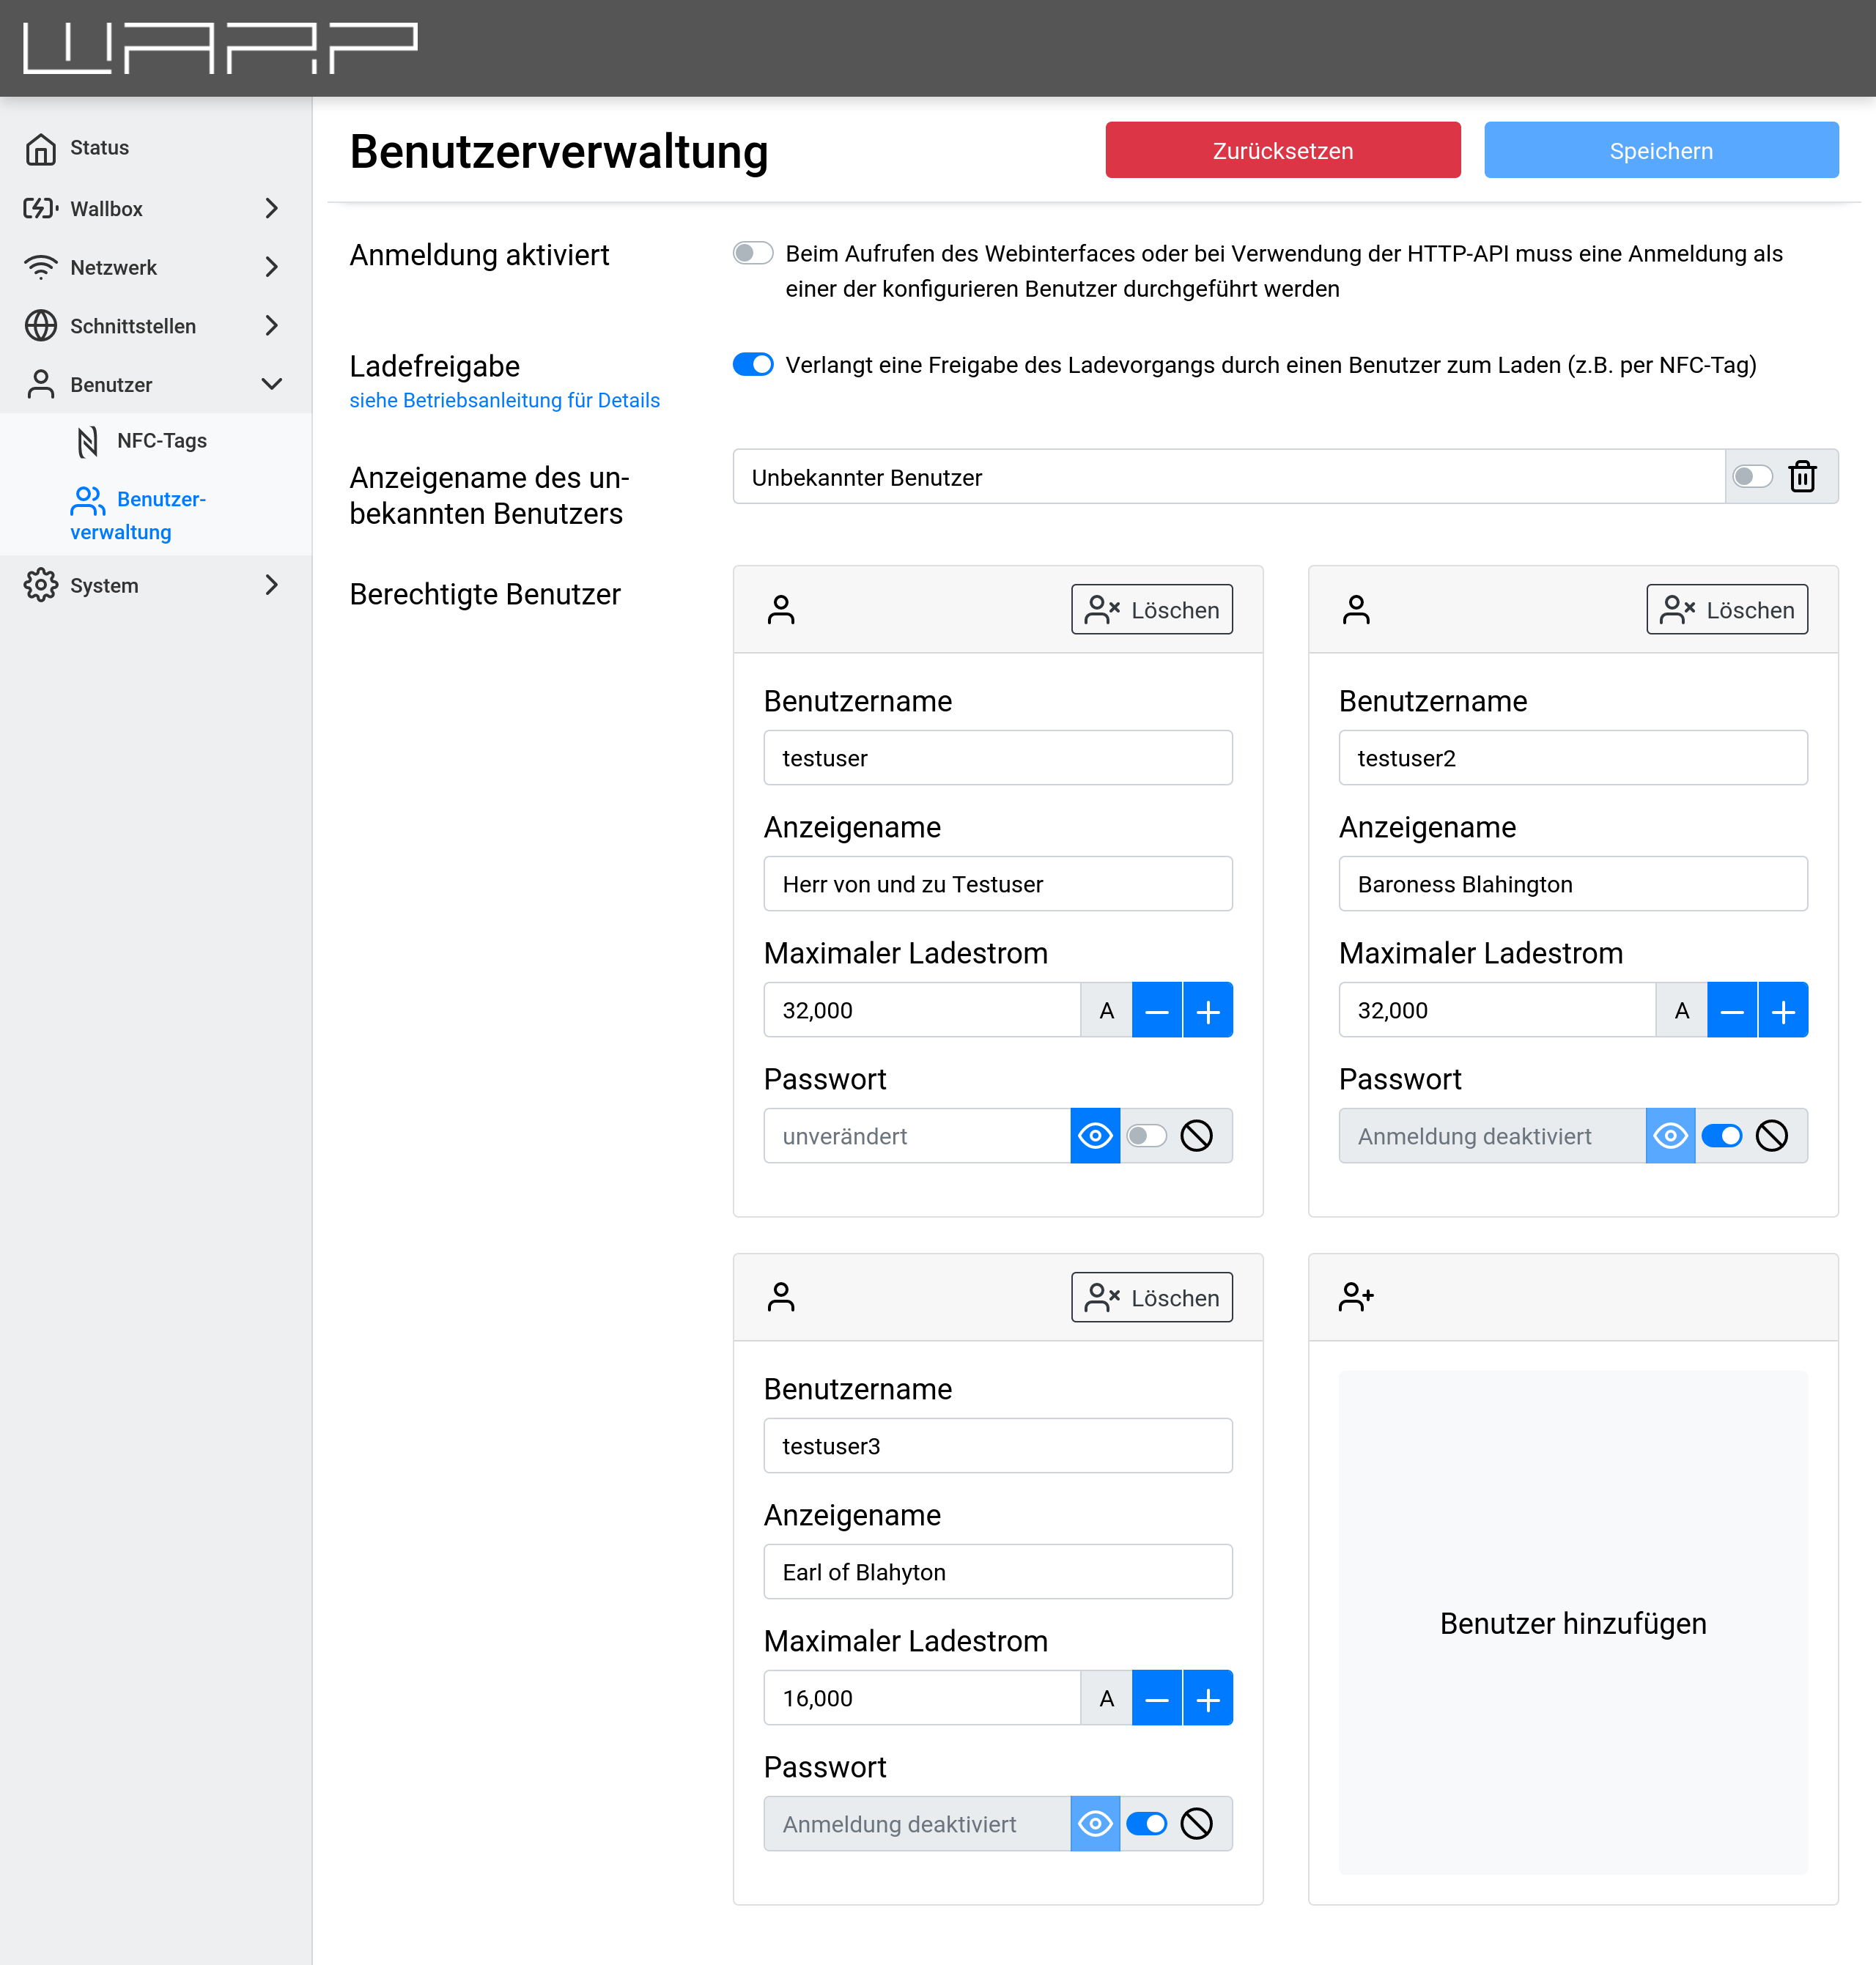 WARP
Status
Wallbox
Netzwerk
Schnittstellen
Benutzer
NFC-Tags
Benutzer-
verwaltung
System
Benutzerverwaltung
Zurücksetzen
Speichern
Anmeldung aktiviert
Beim Aufrufen des Webinterfaces oder bei Verwendung der HTTP-API muss eine Anmeldung als
einer der konfigurieren Benutzer durchgeführt werden
Ladefreigabe
siehe Betriebsanleitung für Details
Verlangt eine Freigabe des Ladevorgangs durch einen Benutzer zum Laden (z.B. per NFC-Tag)
Anzeigename des un-
bekannten Benutzers
Unbekannter Benutzer
Berechtigte Benutzer
Löschen
Benutzername
testuser
Anzeigename
Herr von und zu Testuser
Maximaler Ladestrom
32,000 A
Passwort
unverändert
Löschen
Benutzername
testuser2
Anzeigename
Baroness Blahington
Maximaler Ladestrom
32,000 A
Passwort
Anmeldung deaktiviert
Löschen
Benutzername
testuser3
Anzeigename
Earl of Blahyton
Maximaler Ladestrom
16,000 A
Passwort
Anmeldung deaktiviert
Benutzer hinzufügen